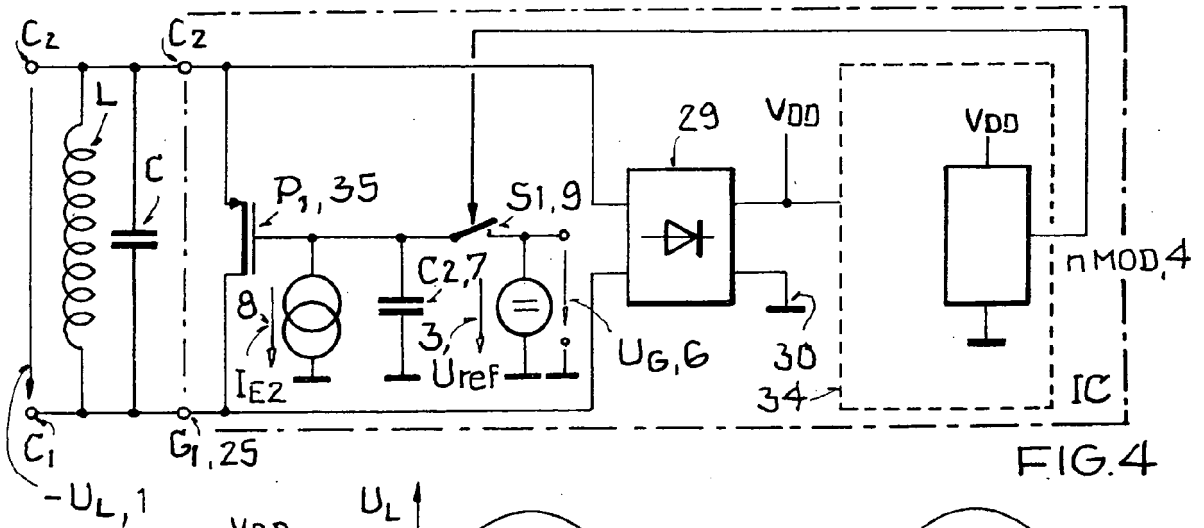 C2
C2
L
C
P1,35
S1,9
29
VDD
VDD
nMOD,4
8
IE2
C2,7
3,
Uref
UG,6
30
34
IC
C1
G1,25
-UL,1
FIG.4
UL